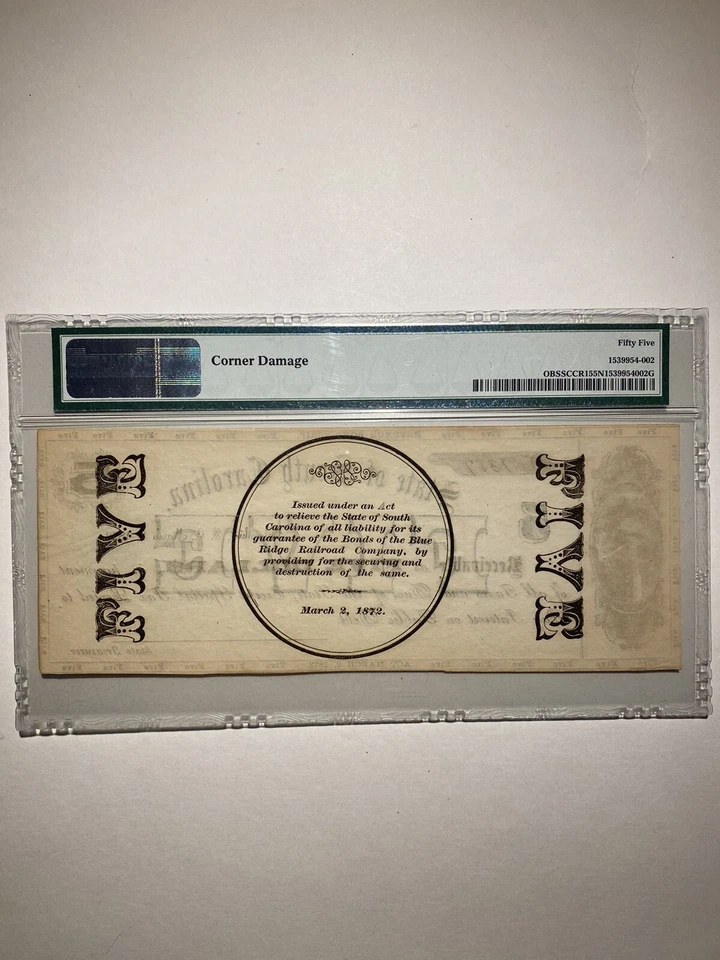 Corner Damage
Fifty Five
1539954-002
OBSSCCR155N1539954002G
FIVE
Issued under an Act
to relieve the State of South
Carolina of all liability for its
guarantee of the Bonds of the Blue
Ridge Railroad Company, by
providing for the securing and
destruction of the same.
March 2, 1872.
FIVE